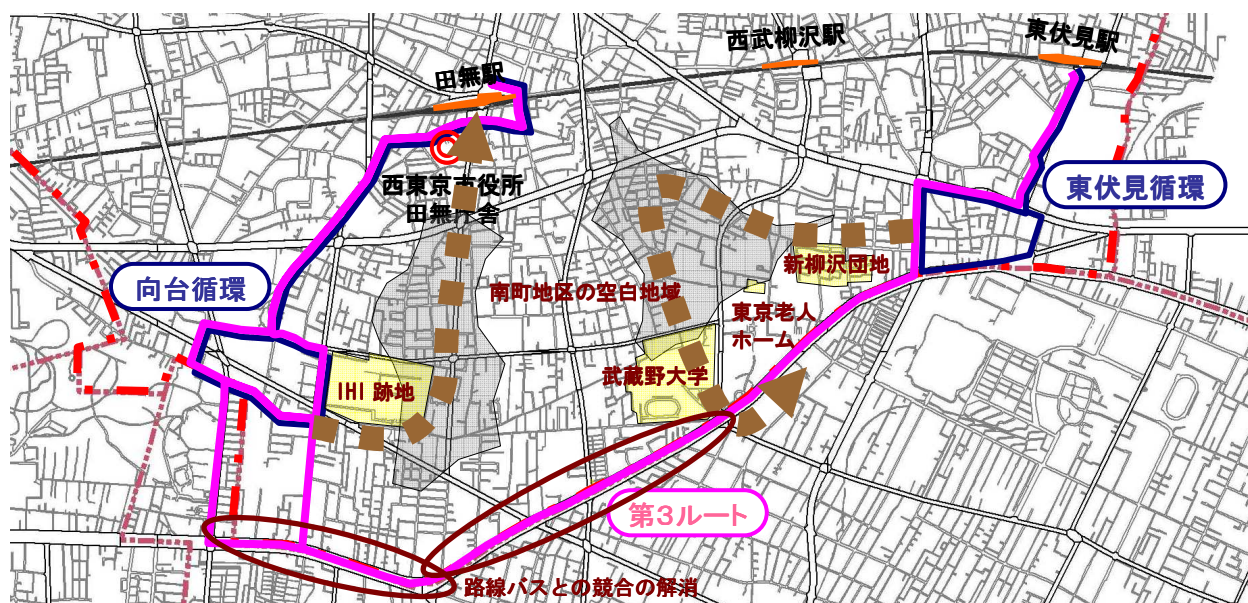 西武柳沢駅
東伏見駅
田無駅
西東京市役所
田無庁舎
東伏見循環
向台循環
新柳沢団地
南町地区の空白地域
東京老人
ホーム
武蔵野大学
IHI 跡地
第3ルート
路線バスとの競合の解消